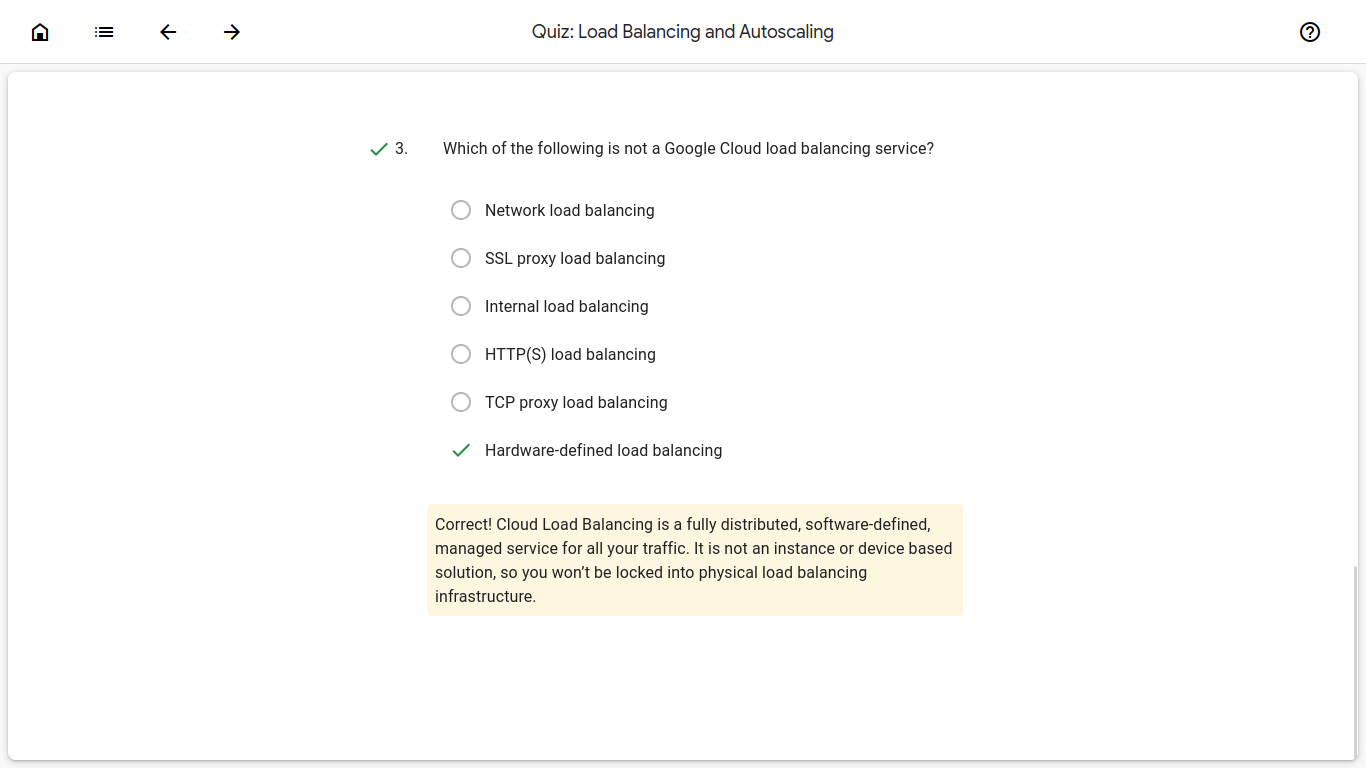 Quiz: Load Balancing and Autoscaling
3. Which of the following is not a Google Cloud load balancing service?
Network load balancing
SSL proxy load balancing
Internal load balancing
HTTP(S) load balancing
TCP proxy load balancing
Hardware-defined load balancing
Correct! Cloud Load Balancing is a fully distributed, software-defined,
managed service for all your traffic. It is not an instance or device based
solution, so you won’t be locked into physical load balancing
infrastructure.